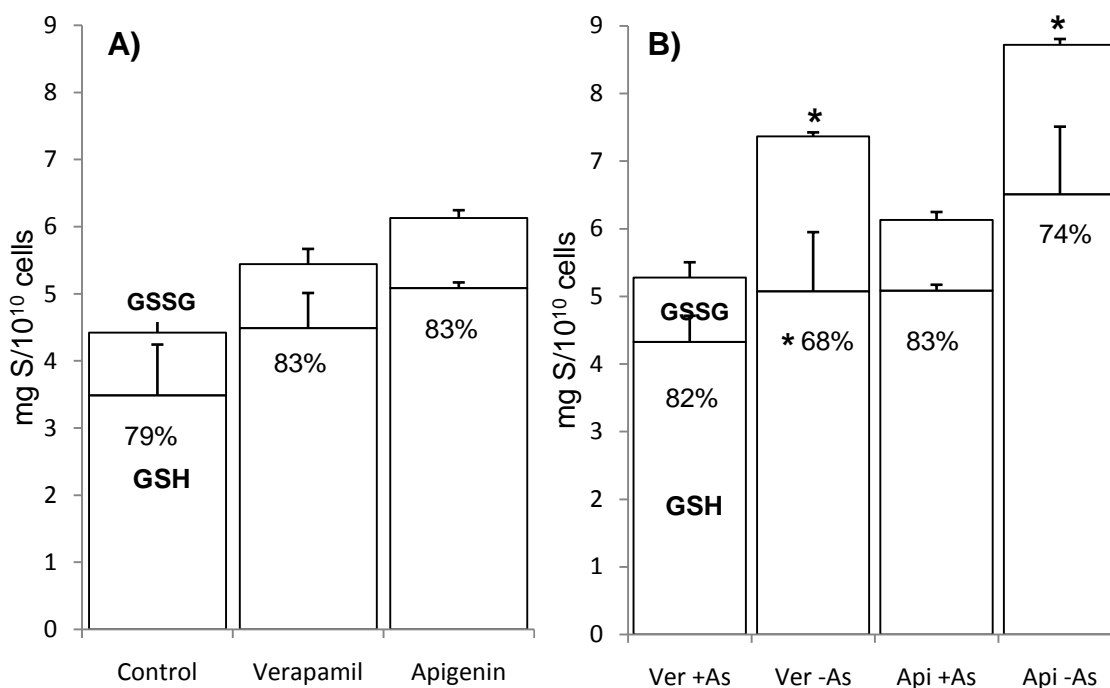 A)
mg S/10¹⁰ cells
9
8
7
6
5
4
3
2
1
0
GSSG
79%
GSH
83%
83%
Control Verapamil Apigenin
B)
mg S/10¹⁰ cells
9
8
7
6
5
4
3
2
1
0
*
*
GSSG
82%
GSH
* 68%
83%
74%
Ver +As Ver -As Api +As Api -As